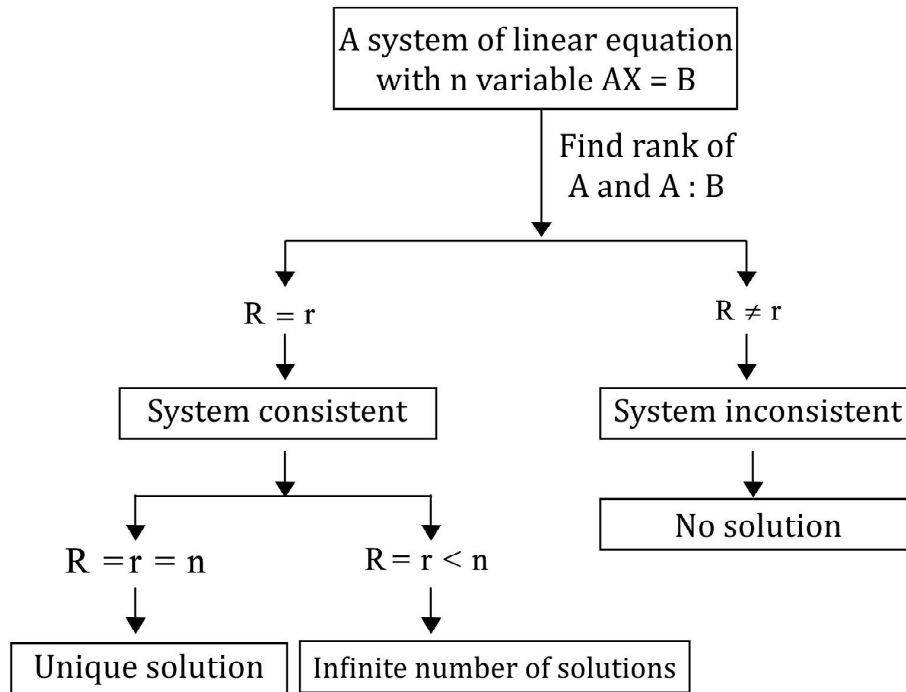 A system of linear equation
with n variable AX = B
Find rank of
A and A : B
R = r
R ≠ r
System consistent
System inconsistent
No solution
R = r = n
R = r < n
Unique solution
Infinite number of solutions